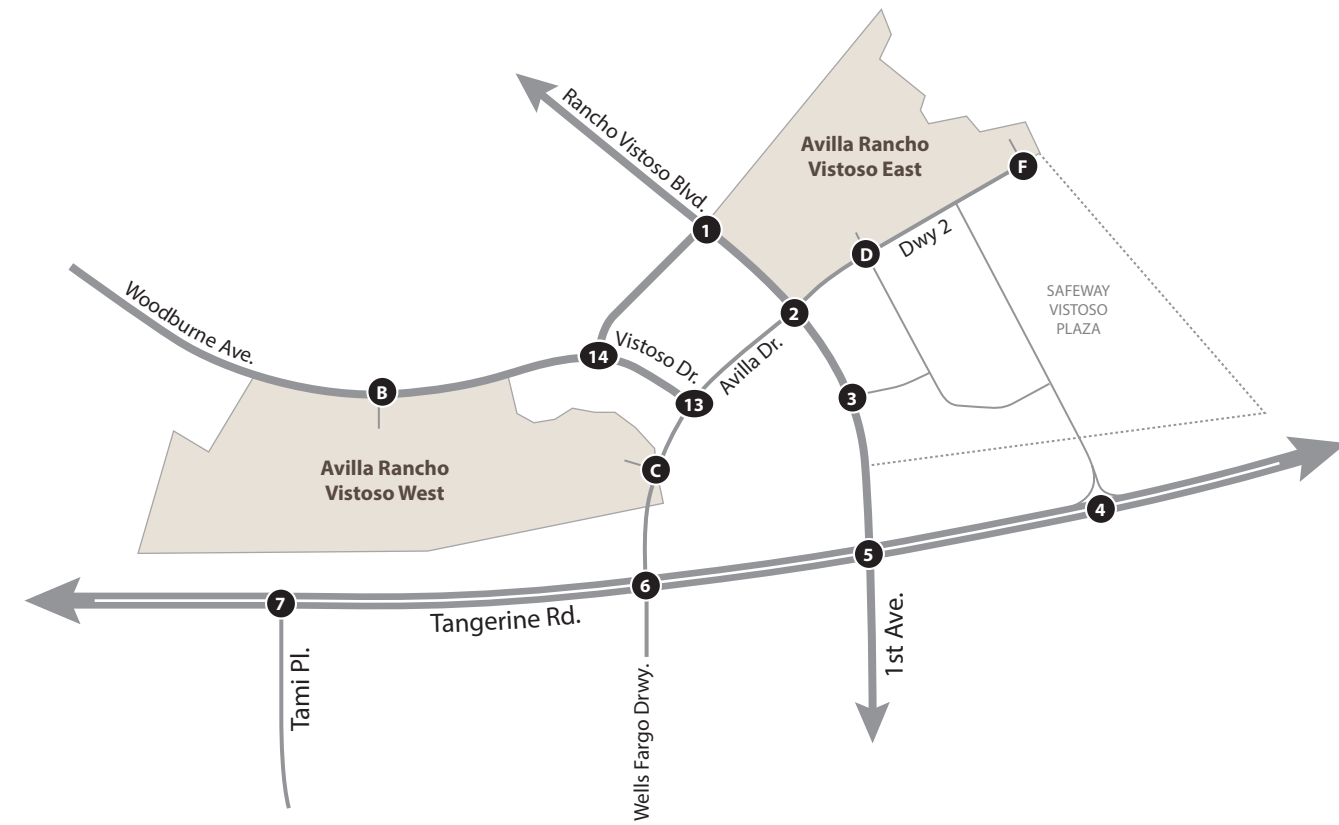 Rancho Vistoso Blvd.
Avilla Rancho
Vistoso East
F
1
D
Dwy 2
Woodburne Ave.
SAFEWAY
VISTOSO
PLAZA
2
14
Vistoso Dr.
Avilla Dr.
B
13
3
Avilla Rancho
Vistoso West
C
4
5
6
7
Tangerine Rd.
1st Ave.
Tami Pl.
Wells Fargo Drwy.